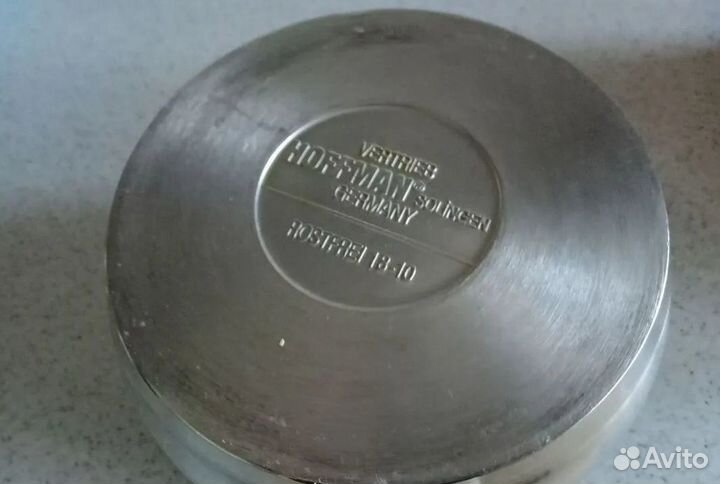 VERTRIEB
HOFFMAN® SOLINGEN
GERMANY
ROSTFREI 18-10
Avito